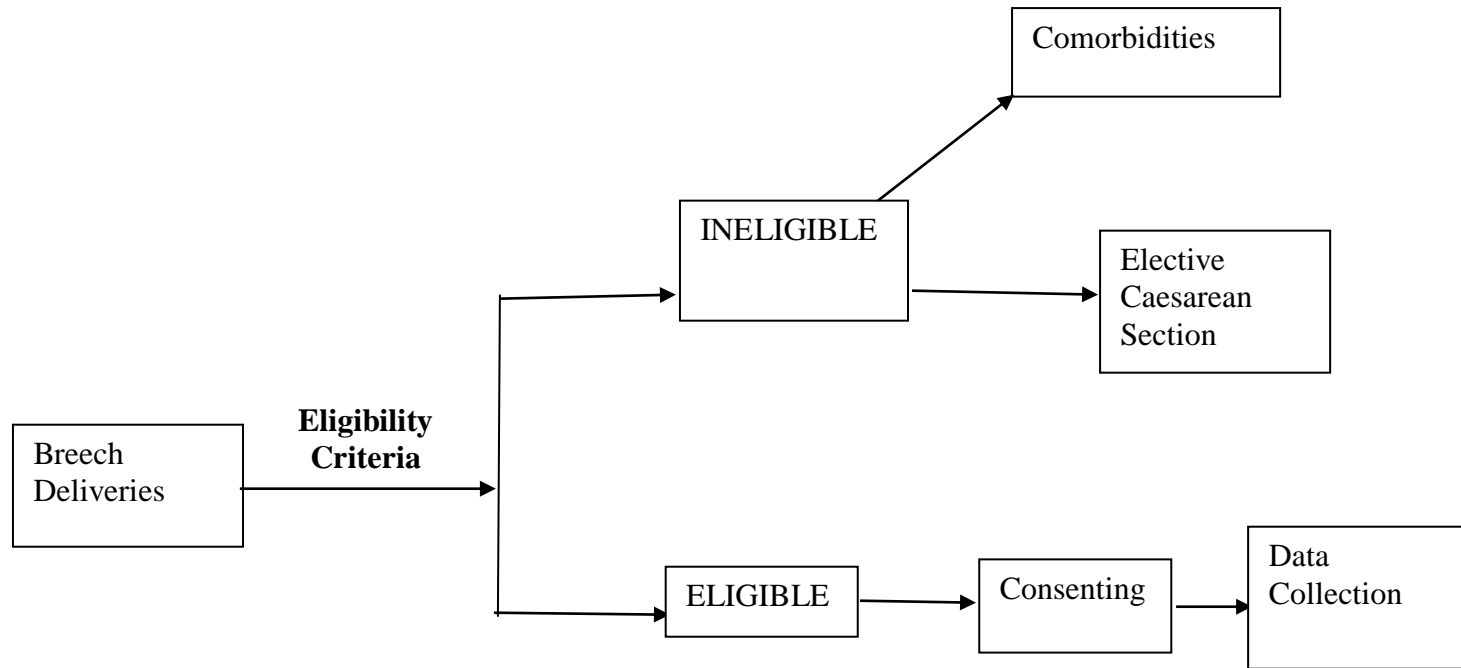 Comorbidities
INELIGIBLE
Elective
Caesarean
Section
Eligibility
Criteria
Breech
Deliveries
ELIGIBLE
Consenting
Data
Collection